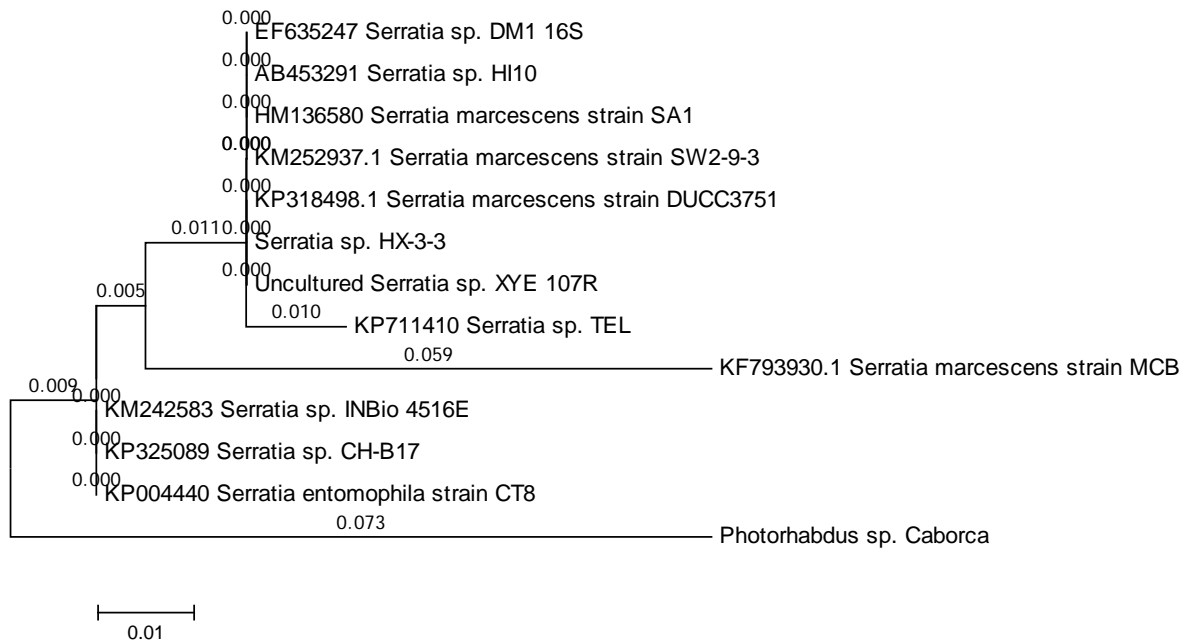 0.000
EF635247 Serratia sp. DM1 16S
0.000
AB453291 Serratia sp. HI10
0.000
HM136580 Serratia marcescens strain SA1
0.000
KM252937.1 Serratia marcescens strain SW2-9-3
0.000
KP318498.1 Serratia marcescens strain DUCC3751
0.011 0.000
Serratia sp. HX-3-3
0.000
Uncultured Serratia sp. XYE 107R
0.005
0.010
KP711410 Serratia sp. TEL
0.059
KF793930.1 Serratia marcescens strain MCB
0.009
0.000
KM242583 Serratia sp. INBio 4516E
0.000
KP325089 Serratia sp. CH-B17
0.000
KP004440 Serratia entomophila strain CT8
0.073
Photorhabdus sp. Caborca
0.01